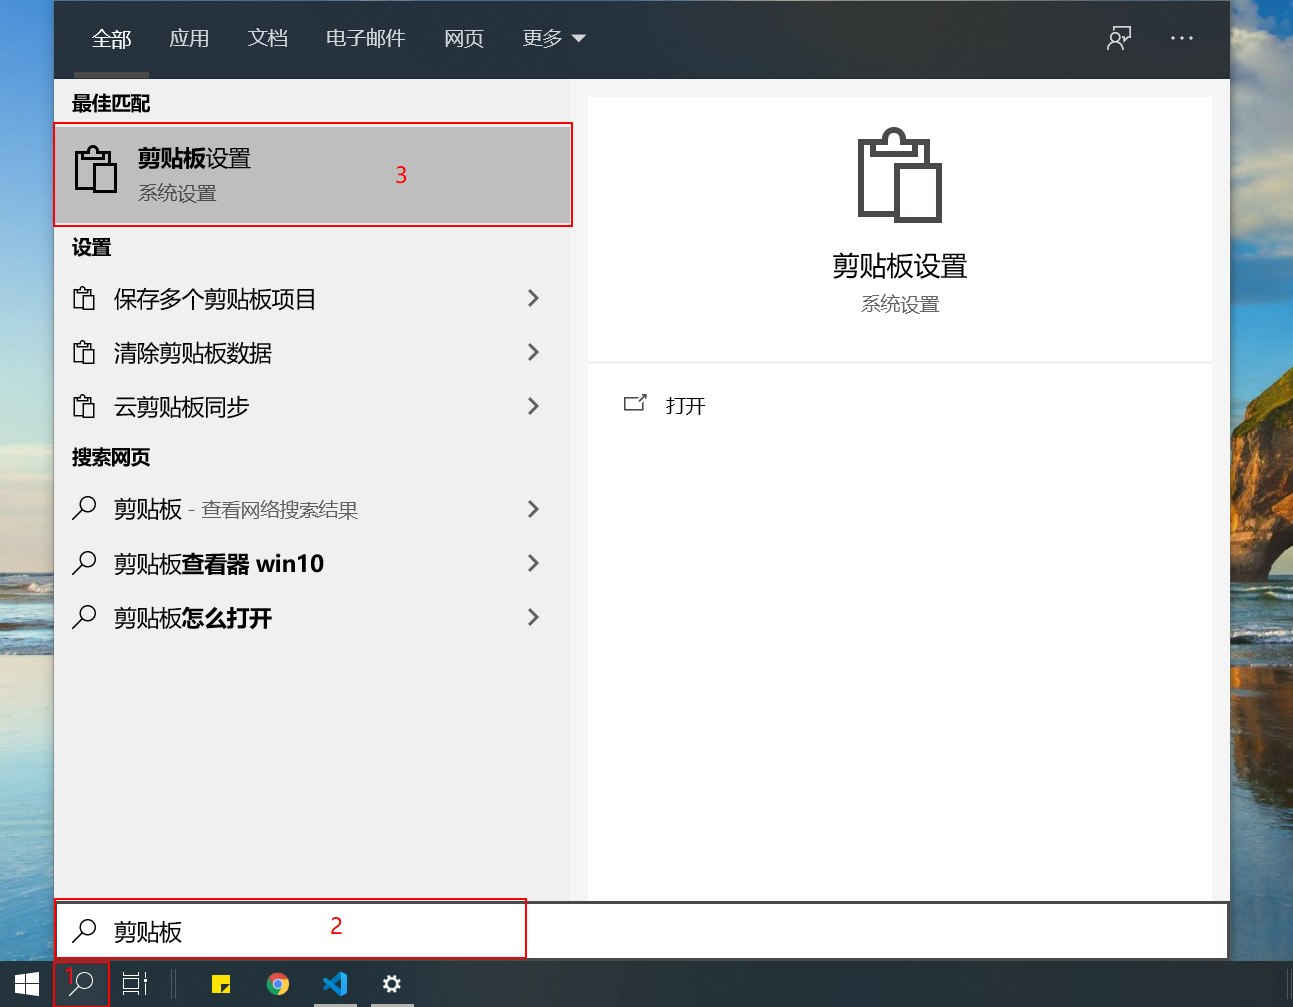 全部 应用 文档 电子邮件 网页 更多
最佳匹配
剪贴板设置
系统设置
3
设置
保存多个剪贴板项目
清除剪贴板数据
云剪贴板同步
搜索网页
剪贴板 - 查看网络搜索结果
剪贴板查看器 win10
剪贴板怎么打开
剪贴板设置
系统设置
打开
剪贴板
2
1